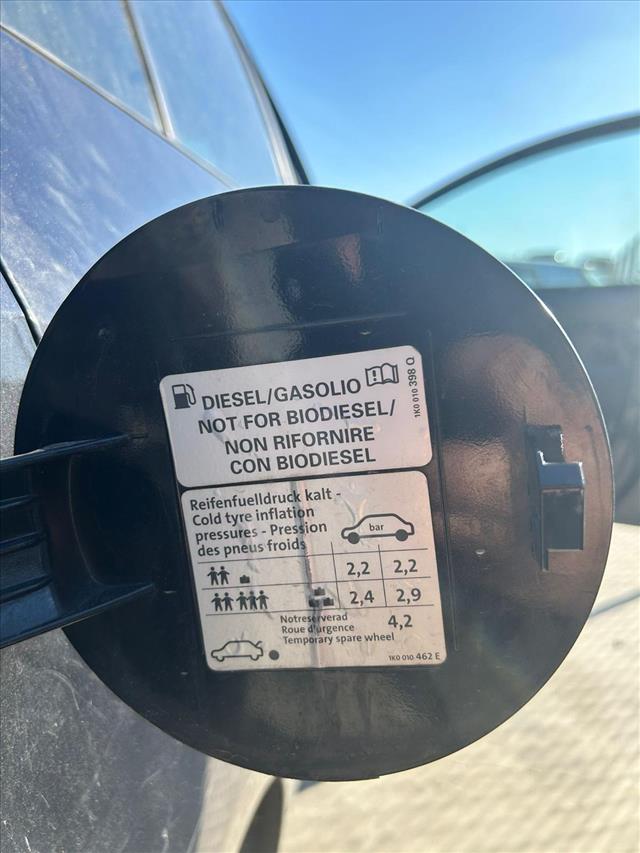 DIESEL/GASOLIO
NOT FOR BIODIESEL/
NON RIFORNIRE
CON BIODIESEL
1K0 010 398 Q
Reifenfuelldruck kalt -
Cold tyre inflation
pressures - Pression
des pneus froids
bar
2,2 2,2
2,4 2,9
Notreserverad
Roue d'urgence
Temporary spare wheel
4,2
1K0 010 462 E